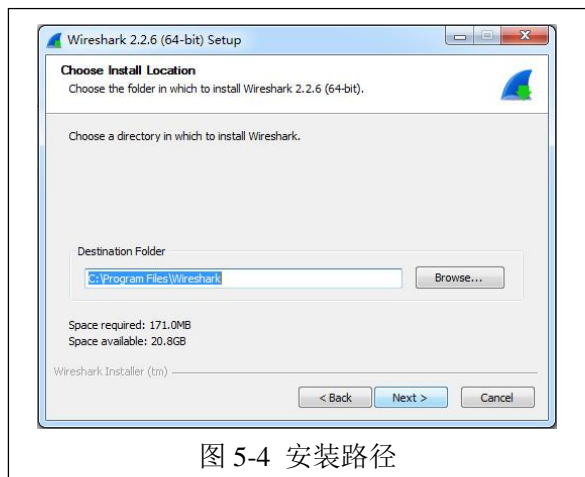 Wireshark 2.2.6 (64-bit) Setup
Choose Install Location
Choose the folder in which to install Wireshark 2.2.6 (64-bit).
Choose a directory in which to install Wireshark.
Destination Folder
C:\Program Files\Wireshark
Browse...
Space required: 171.0MB
Space available: 20.8GB
Wireshark Installer (tm)
< Back Next > Cancel
图 5-4 安装路径